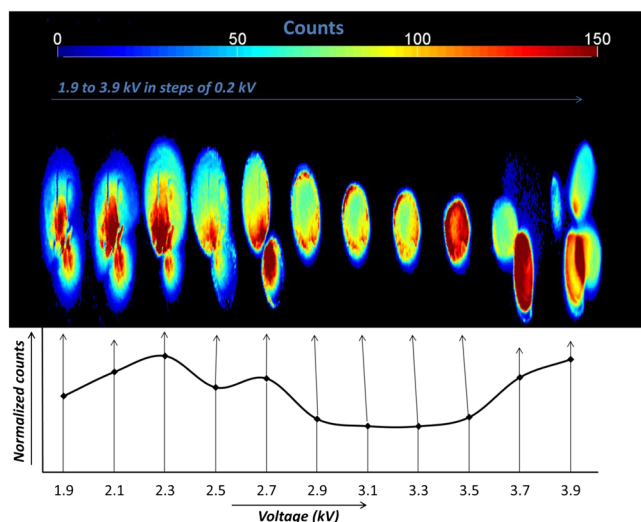 Counts
0 50 100 150
1.9 to 3.9 kV in steps of 0.2 kV
Normalized counts
1.9 2.1 2.3 2.5 2.7 2.9 3.1 3.3 3.5 3.7 3.9
Voltage (kV)